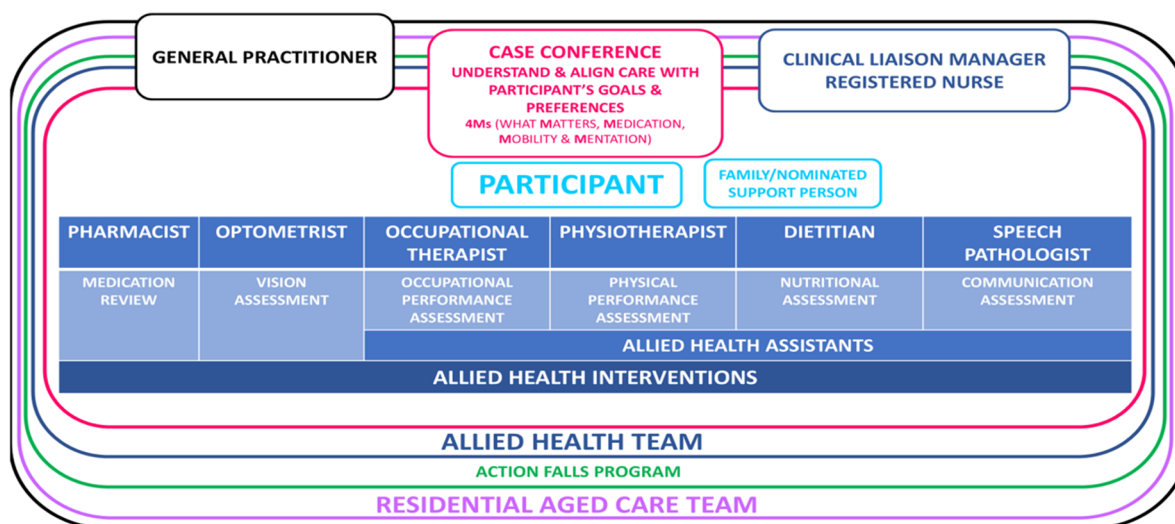 GENERAL PRACTITIONER
CASE CONFERENCE
UNDERSTAND & ALIGN CARE WITH
PARTICIPANT'S GOALS &
PREFERENCES
4Ms (WHAT MATTERS, MEDICATION,
MOBILITY & MENTATION)
CLINICAL LIAISON MANAGER
REGISTERED NURSE
PARTICIPANT
FAMILY/NOMINATED
SUPPORT PERSON
PHARMACIST
OPTOMETRIST
OCCUPATIONAL
THERAPIST
PHYSIOTHERAPIST
DIETITIAN
SPEECH
PATHOLOGIST
MEDICATION
REVIEW
VISION
ASSESSMENT
OCCUPATIONAL
PERFORMANCE
ASSESSMENT
PHYSICAL
PERFORMANCE
ASSESSMENT
NUTRITIONAL
ASSESSMENT
COMMUNICATION
ASSESSMENT
ALLIED HEALTH ASSISTANTS
ALLIED HEALTH INTERVENTIONS
ALLIED HEALTH TEAM
ACTION FALLS PROGRAM
RESIDENTIAL AGED CARE TEAM